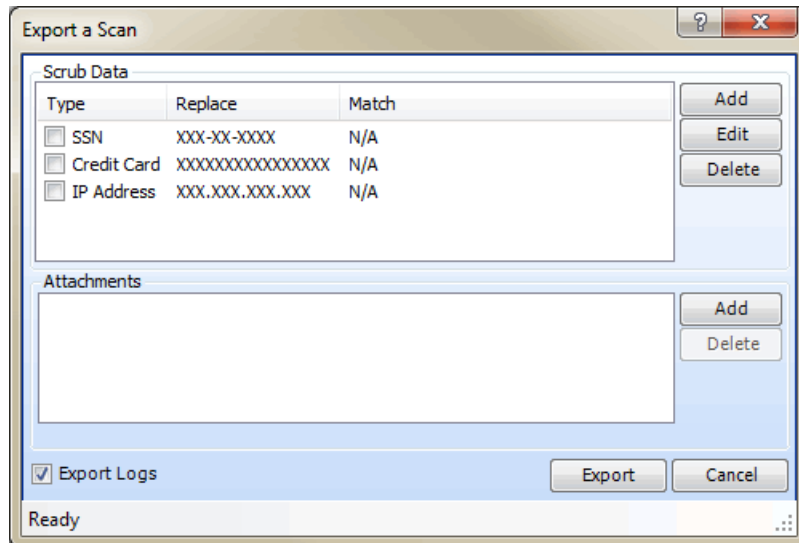 Export a Scan
Scrub Data
Type Replace Match
SSN XXX-XX-XXXX N/A
Credit Card XXXXXXXXXXXXXXXX N/A
IP Address XXX.XXX.XXX.XXX N/A
Add
Edit
Delete
Attachments
Add
Delete
Export Logs
Export
Cancel
Ready